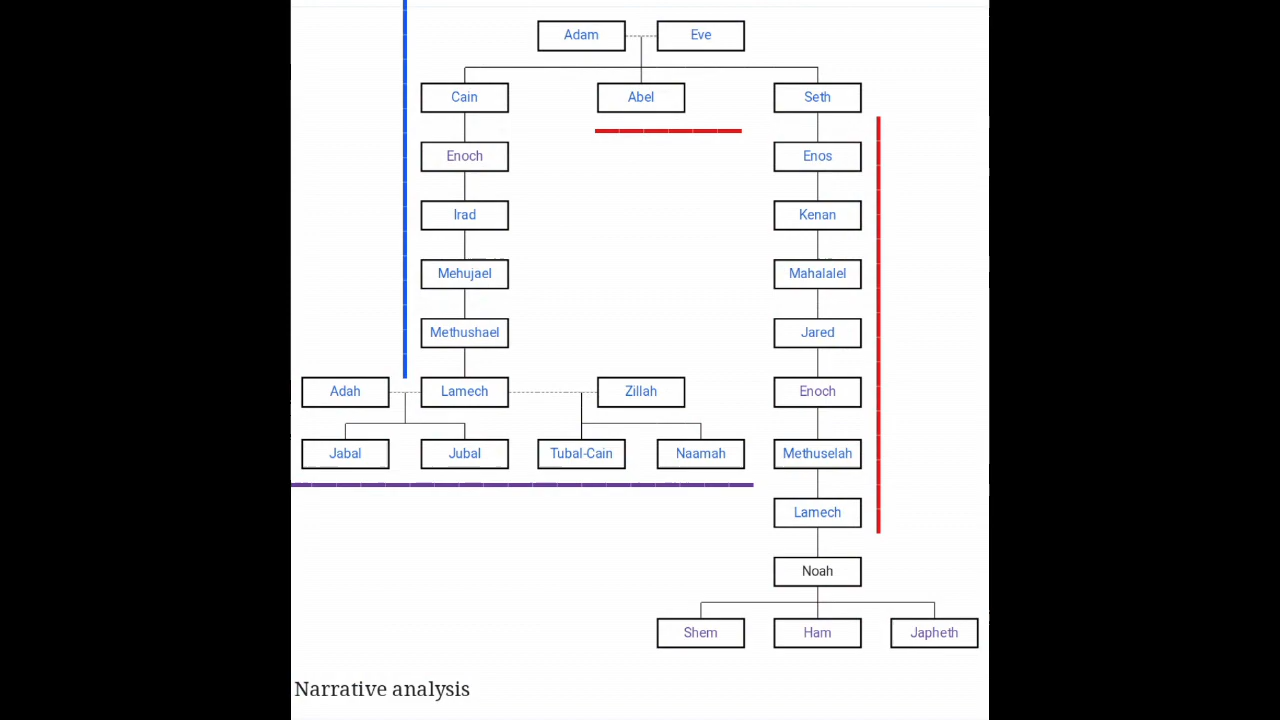 Adam Eve
Cain Abel Seth
Enoch Enos
Irad Kenan
Mehujael Mahalalel
Methushael Jared
Adah Lamech Zillah Enoch
Jabal Jubal Tubal-Cain Naamah Methuselah
Lamech
Noah
Shem Ham Japheth
Narrative analysis